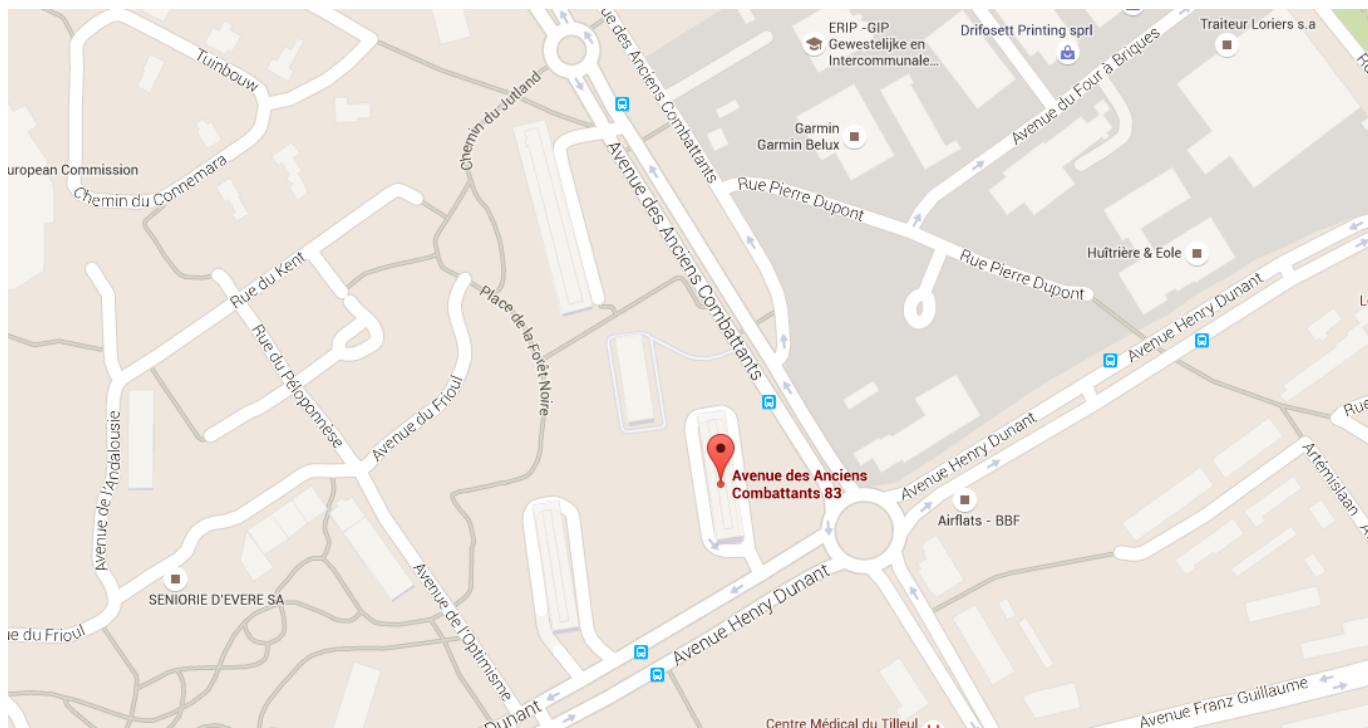 Tuinbouw
uropean Commission
Chemin du Connemara
Chemin du Jutland
ue des Anciens Combattants
ERIP -GIP
Gewestelijke en
Intercommunale...
Drifosett Printing sprl
Traiteur Loriers s.a
Avenue du Four à Briques
Garmin
Garmin Belux
Rue Pierre Dupont
Rue Pierre Dupont
Huîtrière & Eole
Avenue des Anciens Combattants
Rue du Kent
Place de la Forêt Noire
Rue du Péloponnèse
Avenue du Frioul
Avenue de l'Andalousie
Avenue Henry Dunant
Avenue Henry Dunant
Rue
Artémislaan
Avenue des Anciens
Combattants 83
Airflats - BBF
SENIORIE D'EVERE SA
ue du Frioul
Avenue de l'Optimisme
Avenue Henry Dunant
Dunant
Avenue Franz Guillaume
Centre Médical du Tilleul